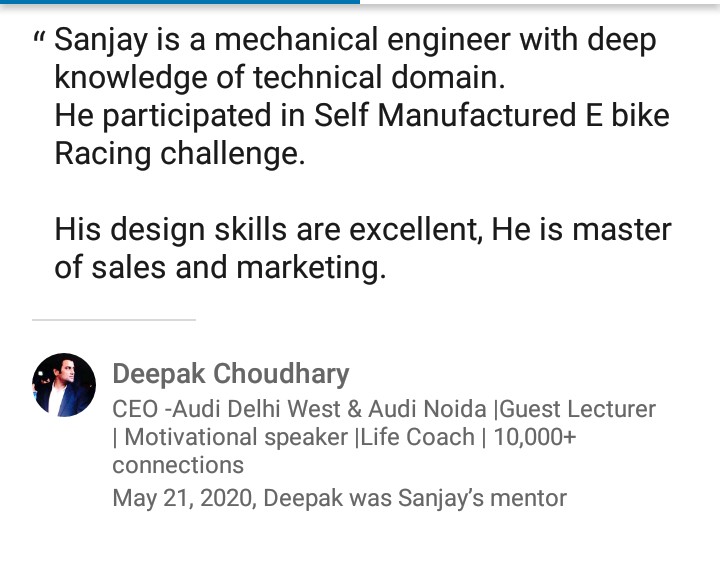 “ Sanjay is a mechanical engineer with deep
knowledge of technical domain.
He participated in Self Manufactured E bike
Racing challenge.
His design skills are excellent, He is master
of sales and marketing.
Deepak Choudhary
CEO -Audi Delhi West & Audi Noida |Guest Lecturer
| Motivational speaker |Life Coach | 10,000+
connections
May 21, 2020, Deepak was Sanjay’s mentor